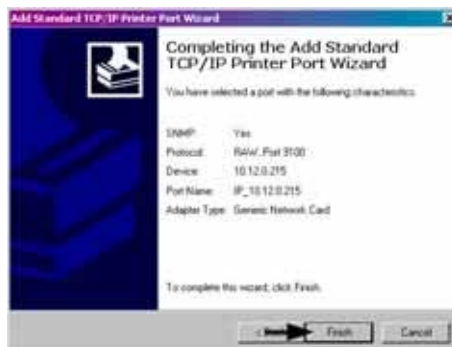 Add Standard TCP/IP Printer Port Wizard
Completing the Add Standard
TCP/IP Printer Port Wizard
You have selected a port with the following characteristics.
SNMP: Yes
Protocol: RAW, Port 9100
Device: 10.12.0.215
Port Name: IP_10.12.0.215
Adapter Type: Generic Network Card
To complete this wizard, click Finish.
<
Finish
Cancel